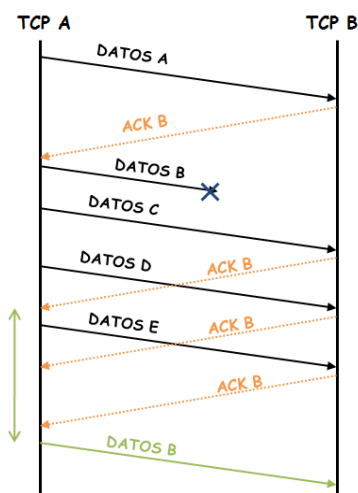 TCP A
TCP B
DATOS A
ACK B
DATOS B
DATOS C
DATOS D
ACK B
DATOS E
ACK B
ACK B
DATOS B